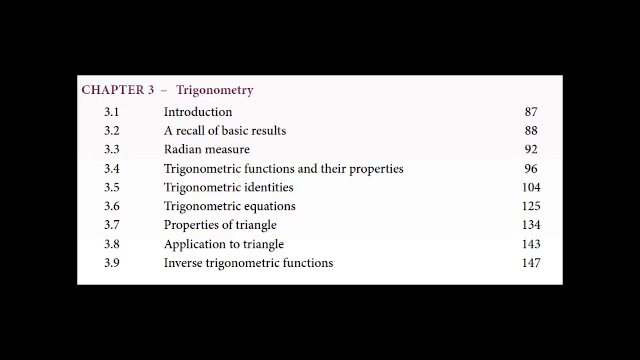 CHAPTER 3 – Trigonometry
3.1 Introduction 87
3.2 A recall of basic results 88
3.3 Radian measure 92
3.4 Trigonometric functions and their properties 96
3.5 Trigonometric identities 104
3.6 Trigonometric equations 125
3.7 Properties of triangle 134
3.8 Application to triangle 143
3.9 Inverse trigonometric functions 147